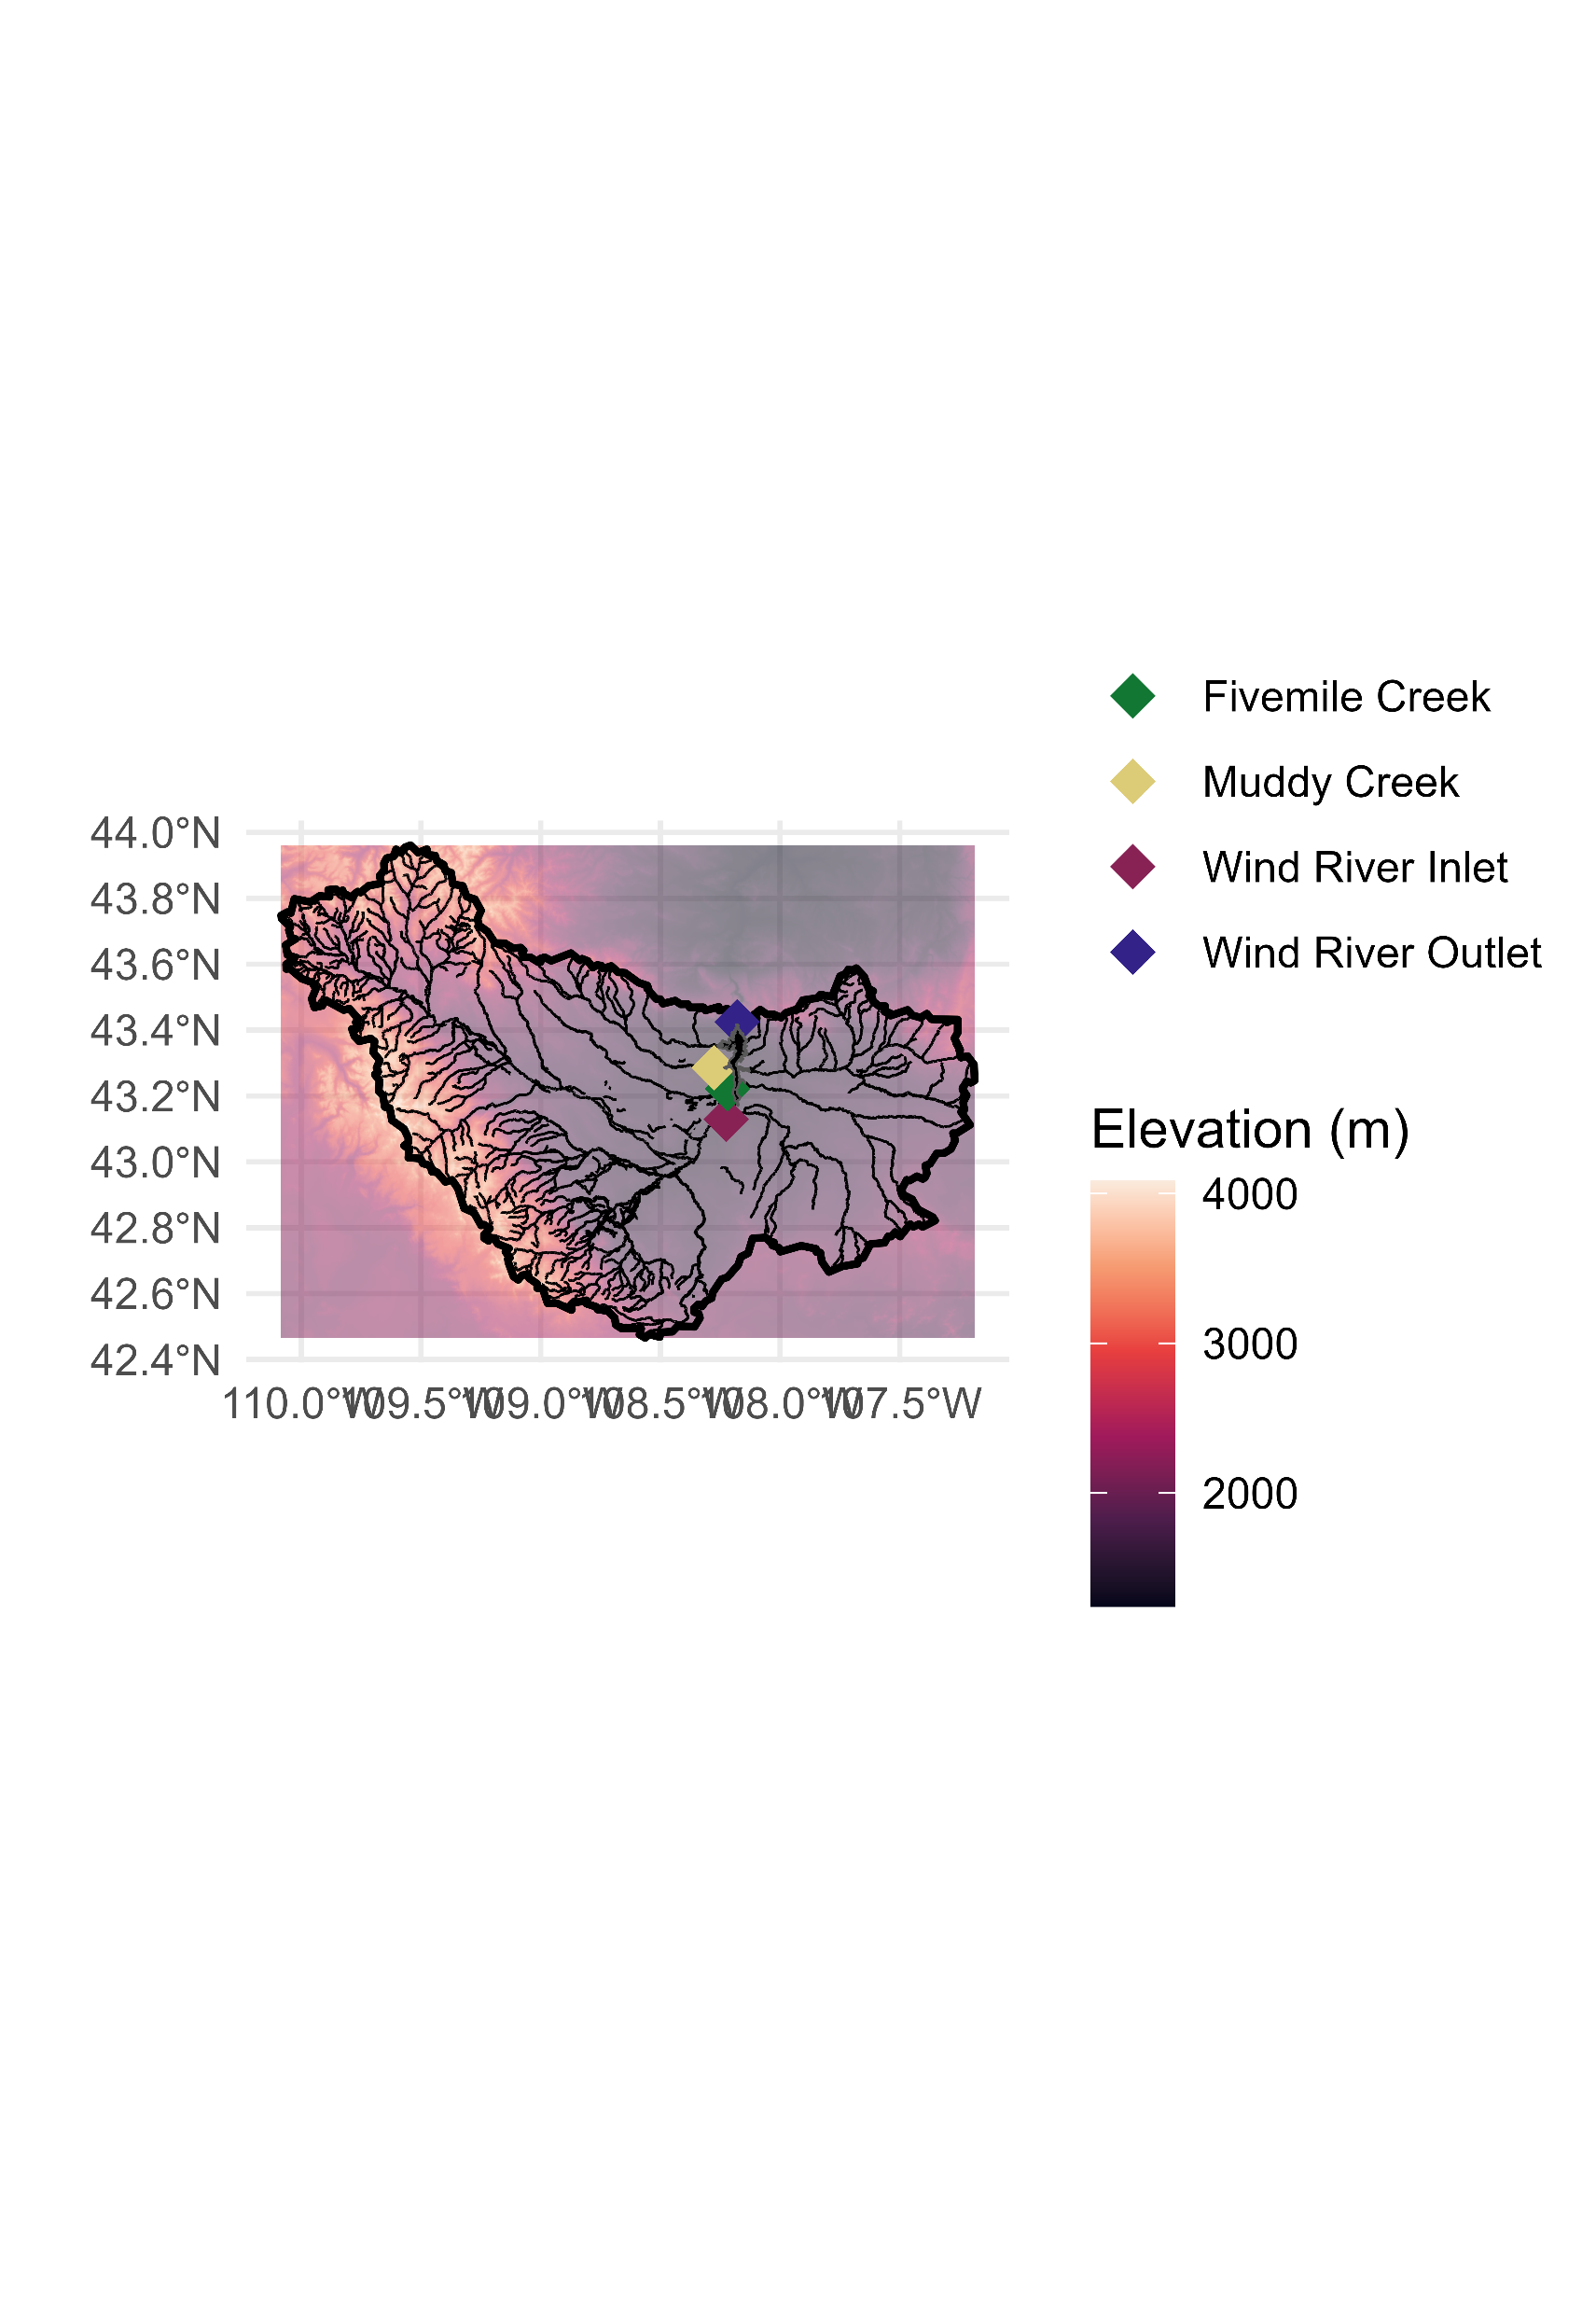 Fivemile Creek
Muddy Creek
Wind River Inlet
Wind River Outlet
44.0°N
43.8°N
43.6°N
43.4°N
43.2°N
43.0°N
42.8°N
42.6°N
42.4°N
110.0°W 109.5°W 109.0°W 108.5°W 108.0°W 107.5°W
Elevation (m)
4000
3000
2000